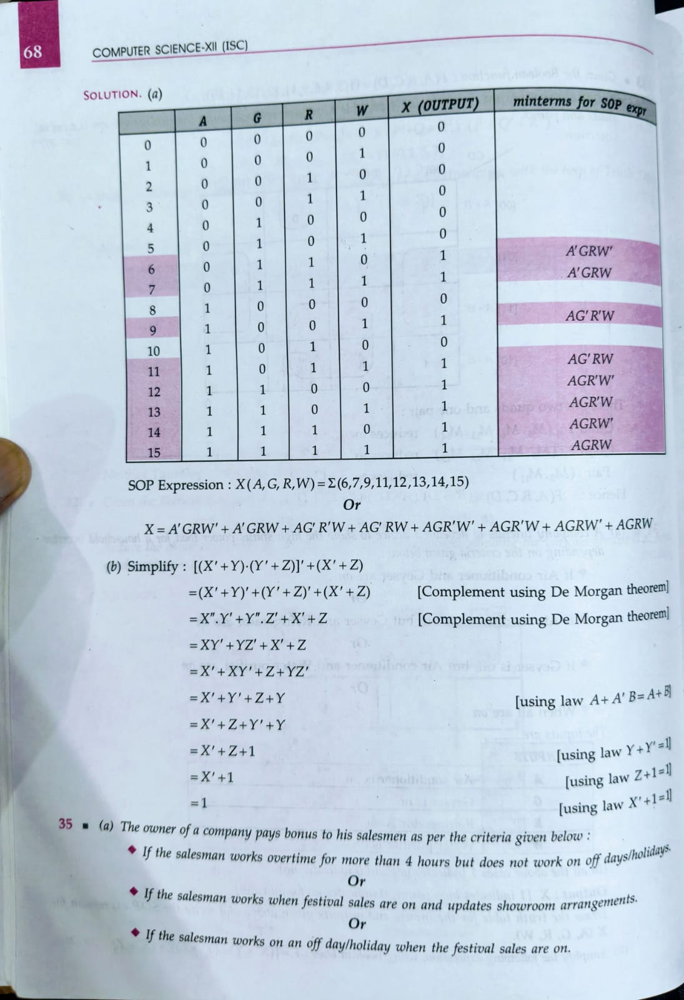 68
COMPUTER SCIENCE-XII (ISC)
SOLUTION. (a)
A G R W X (OUTPUT) minterms for SOP expr
0 0 0 0 0 0
1 0 0 0 1 0
2 0 0 1 0 0
3 0 0 1 1 0
4 0 1 0 0 0
5 0 1 0 1 0
6 0 1 1 0 1 A'GRW'
7 0 1 1 1 1 A'GRW
8 1 0 0 0 0
9 1 0 0 1 1 AG'R'W
10 1 0 1 0 0
11 1 0 1 1 1 AG'RW
12 1 1 0 0 1 AGR'W'
13 1 1 0 1 1 AGR'W
14 1 1 1 0 1 AGRW'
15 1 1 1 1 1 AGRW
SOP Expression : X(A, G, R,W) = Σ(6,7,9,11,12,13,14,15)
Or
X = A'GRW' + A'GRW + AG'R'W + AG'RW + AGR'W' + AGR'W + AGRW' + AGRW
(b) Simplify : [(X'+Y)·(Y'+Z)]'+(X'+Z)
=(X'+Y)'+(Y'+Z)'+(X'+Z) [Complement using De Morgan theorem]
=X".Y'+Y".Z'+X'+Z [Complement using De Morgan theorem]
=XY'+YZ'+X'+Z
=X'+XY'+Z+YZ'
=X'+Y'+Z+Y [using law A+A'B=A+B]
=X'+Z+Y'+Y
=X'+Z+1 [using law Y+Y'=1]
=X'+1 [using law Z+1=1]
=1 [using law X'+1=1]
35 ■ (a) The owner of a company pays bonus to his salesmen as per the criteria given below :
◆ If the salesman works overtime for more than 4 hours but does not work on off days/holidays.
Or
◆ If the salesman works when festival sales are on and updates showroom arrangements.
Or
◆ If the salesman works on an off day/holiday when the festival sales are on.